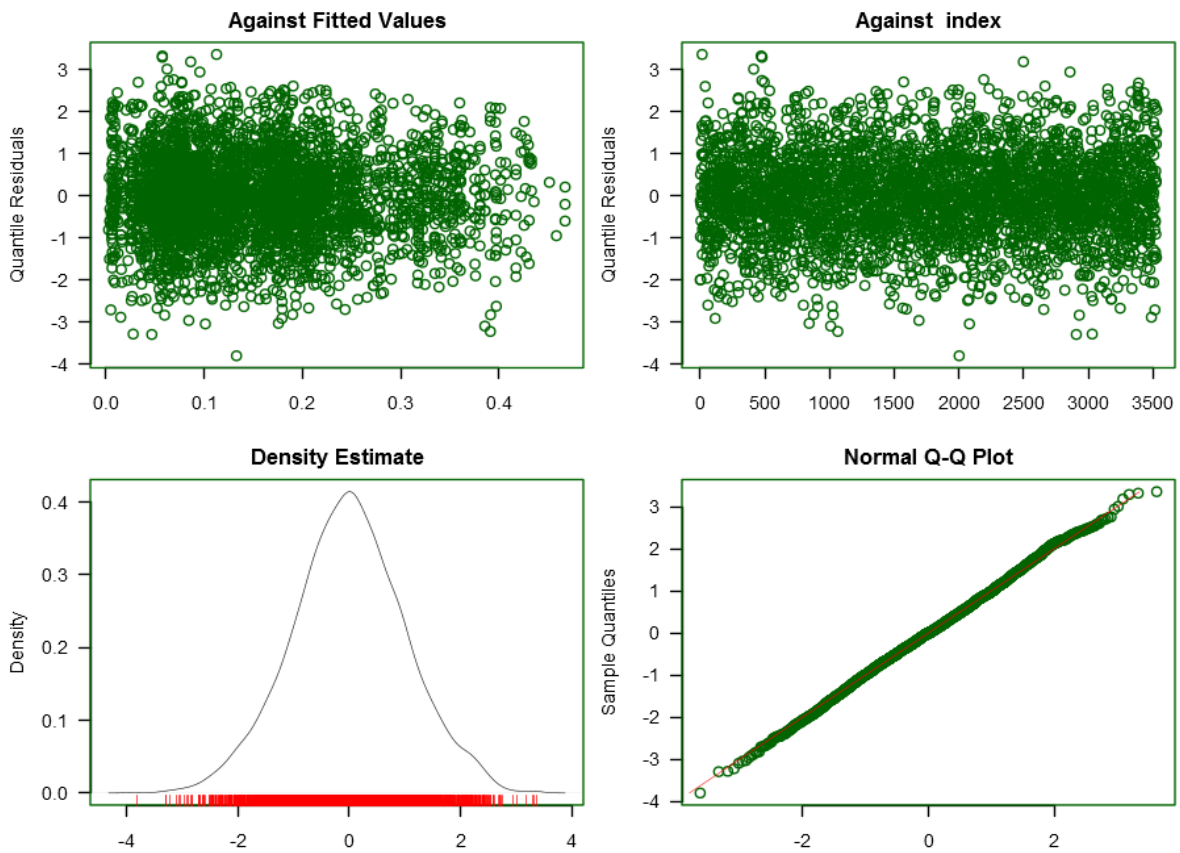 Against Fitted Values
Quantile Residuals
3
2
1
0
-1
-2
-3
-4
0.0 0.1 0.2 0.3 0.4
Against index
Quantile Residuals
3
2
1
0
-1
-2
-3
-4
0 500 1000 1500 2000 2500 3000 3500
Density Estimate
Density
0.4
0.3
0.2
0.1
0.0
-4 -2 0 2 4
Normal Q-Q Plot
Sample Quantiles
3
2
1
0
-1
-2
-3
-4
-2 0 2